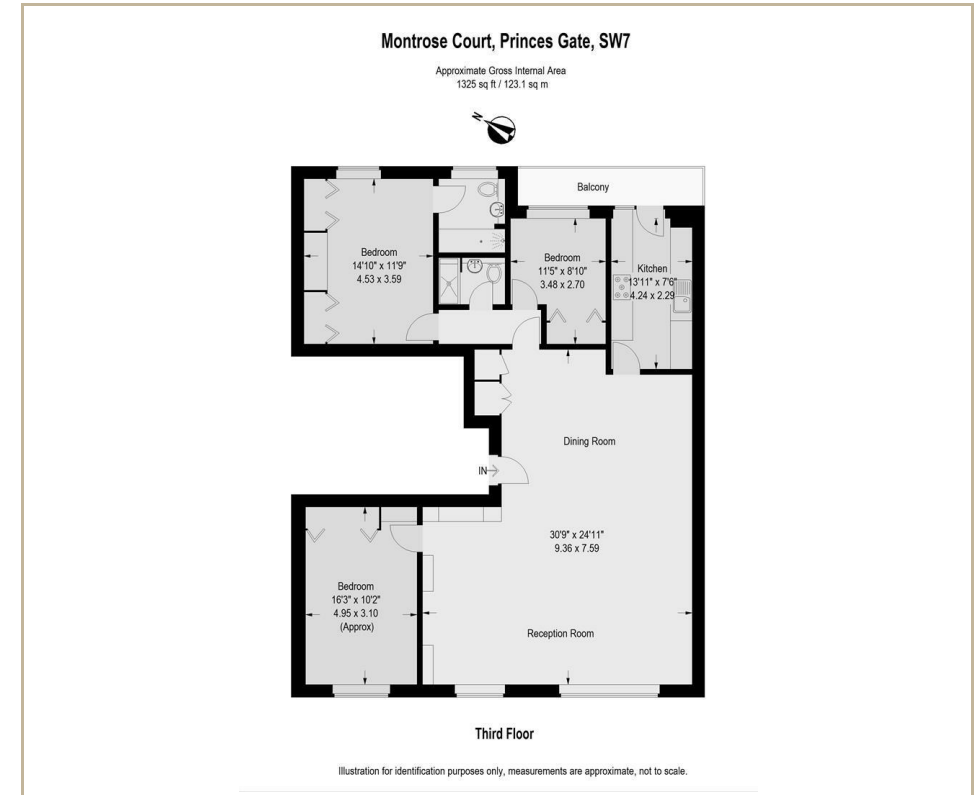 Montrose Court, Princes Gate, SW7
Approximate Gross Internal Area
1325 sq ft / 123.1 sq m
N
Balcony
Bedroom
14'10" x 11'9"
4.53 x 3.59
Bedroom
11'5" x 8'10"
3.48 x 2.70
Kitchen
13'11" x 7'6"
4.24 x 2.29
Dining Room
IN
30'9" x 24'11"
9.36 x 7.59
Bedroom
16'3" x 10'2"
4.95 x 3.10
(Approx)
Reception Room
Third Floor
Illustration for identification purposes only, measurements are approximate, not to scale.